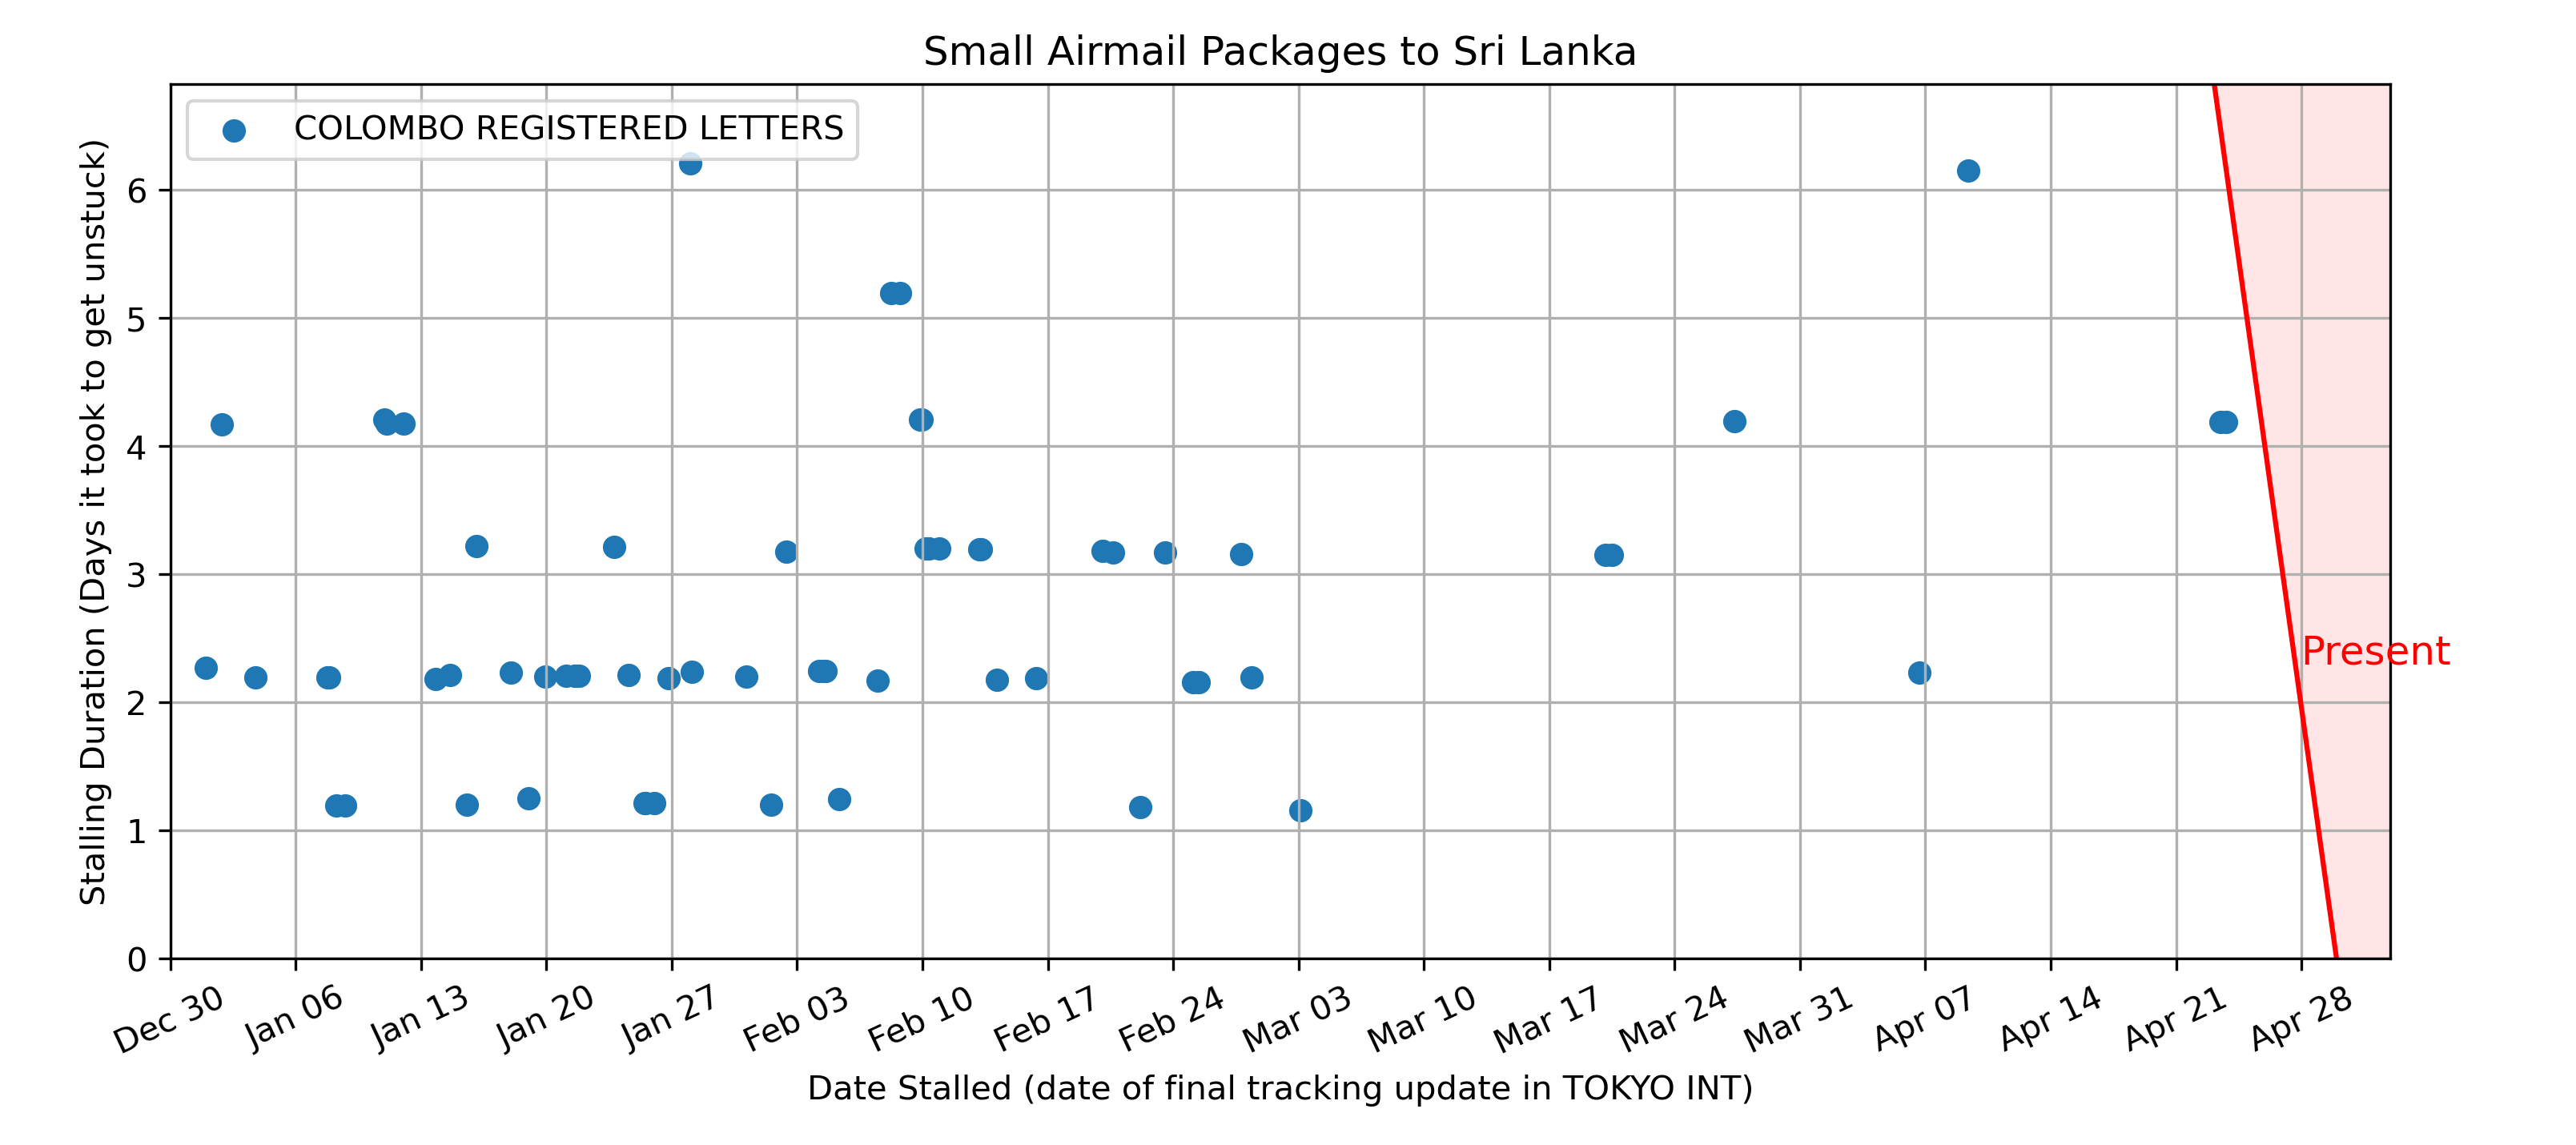 Small Airmail Packages to Sri Lanka
COLOMBO REGISTERED LETTERS
Stalling Duration (Days it took to get unstuck)
6
5
4
3
2
1
0
Present
Dec 30 Jan 06 Jan 13 Jan 20 Jan 27 Feb 03 Feb 10 Feb 17 Feb 24 Mar 03 Mar 10 Mar 17 Mar 24 Mar 31 Apr 07 Apr 14 Apr 21 Apr 28
Date Stalled (date of final tracking update in TOKYO INT)